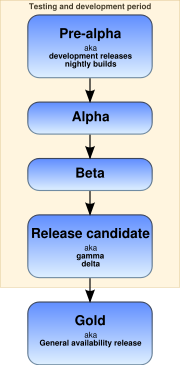 Testing and development period
Pre-alpha
aka
development releases
nightly builds
Alpha
Beta
Release candidate
aka
gamma
delta
Gold
aka
General availability release